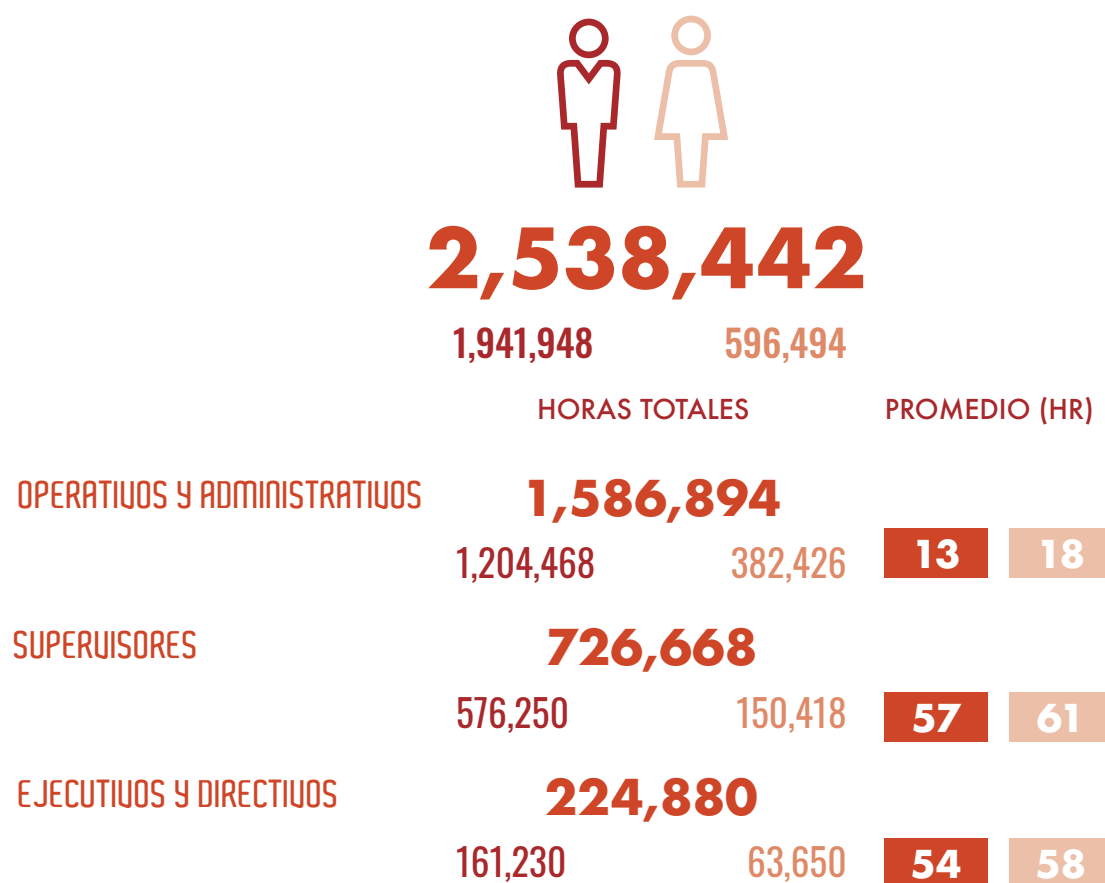 2,538,442
1,941,948 596,494
HORAS TOTALES PROMEDIO (HR)
OPERATIVOS Y ADMINISTRATIVOS 1,586,894
1,204,468 382,426 13 18
SUPERVISORES 726,668
576,250 150,418 57 61
EJECUTIVOS Y DIRECTIVOS 224,880
161,230 63,650 54 58